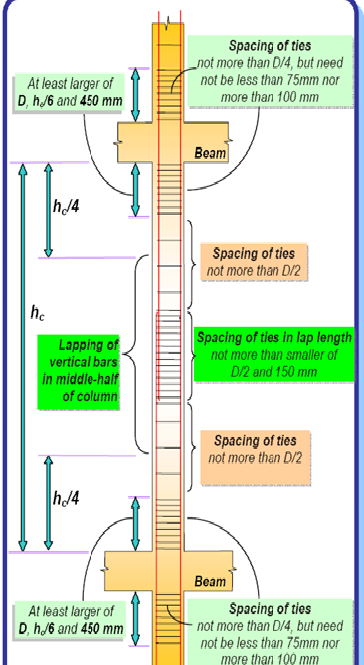 Spacing of ties
not more than D/4, but need
not be less than 75mm nor
more than 100 mm
At least larger of
D, hc/6 and 450 mm
Beam
hc/4
Spacing of ties
not more than D/2
hc
Lapping of
vertical bars
in middle-half
of column
Spacing of ties in lap length
not more than smaller of
D/2 and 150 mm
Spacing of ties
not more than D/2
hc/4
Beam
At least larger of
D, hc/6 and 450 mm
Spacing of ties
not more than D/4, but need
not be less than 75mm nor
more than 100 mm